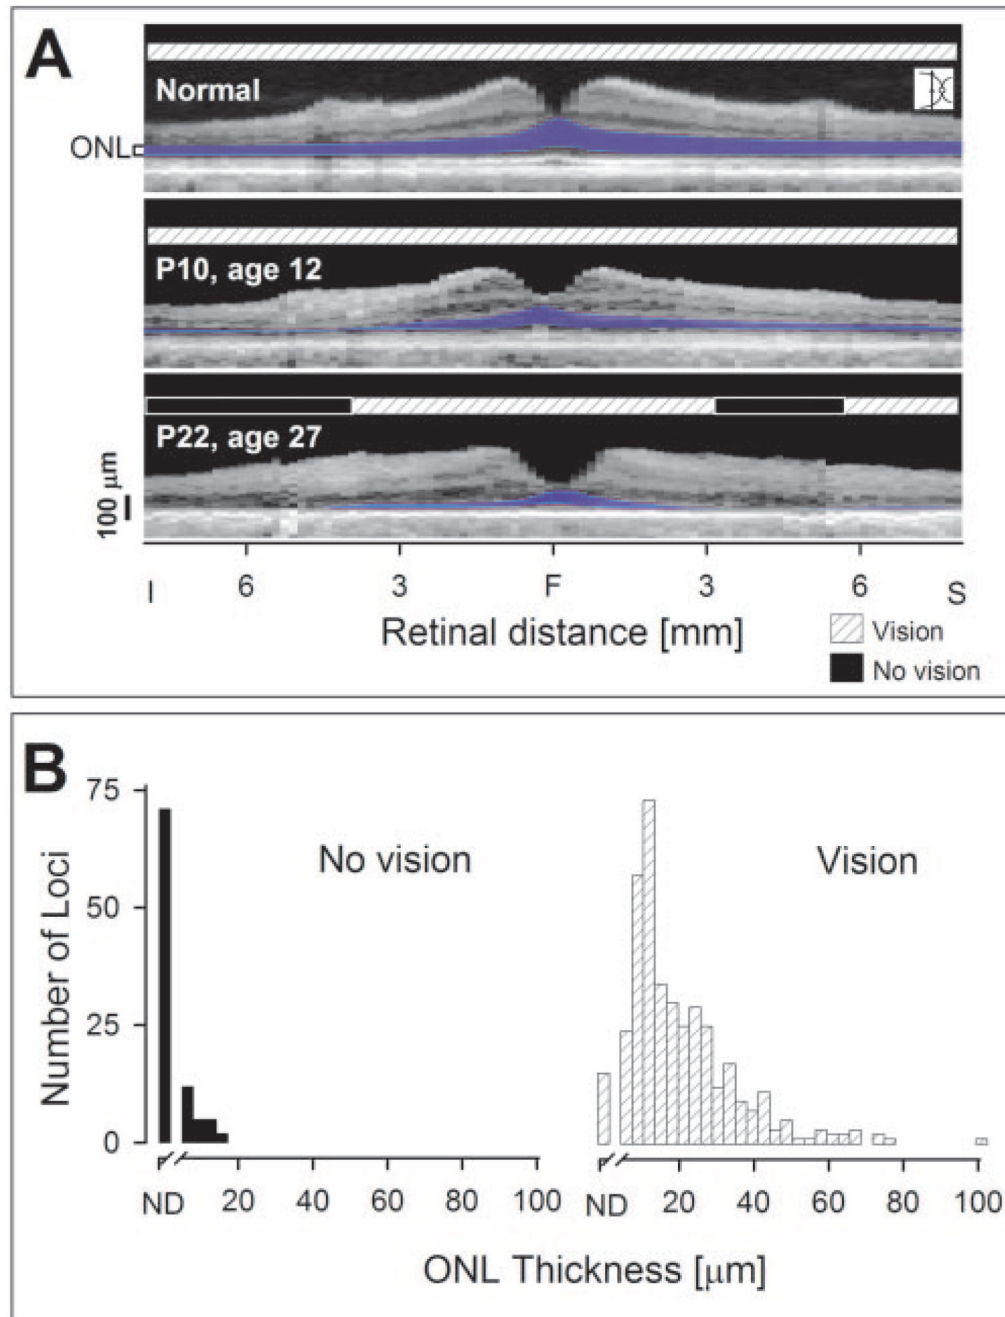 A
Normal
ONL
P10, age 12
P22, age 27
100 μm
I 6 3 F 3 6 S
Retinal distance [mm]
Vision
No vision
B
75
50
25
0
Number of Loci
No vision
Vision
ND 20 40 60 80 100
ND 20 40 60 80 100
ONL Thickness [μm]